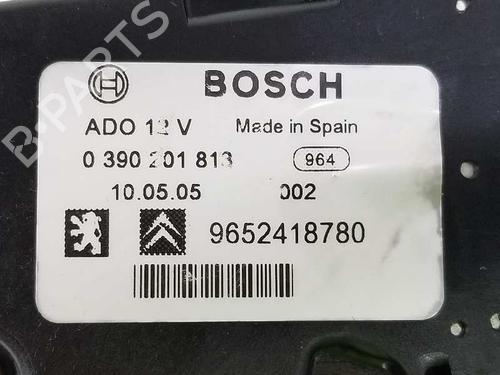 B-PARTS
BOSCH
ADO 12 V Made in Spain
0 390 201 813 964
10.05.05 002
9652418780